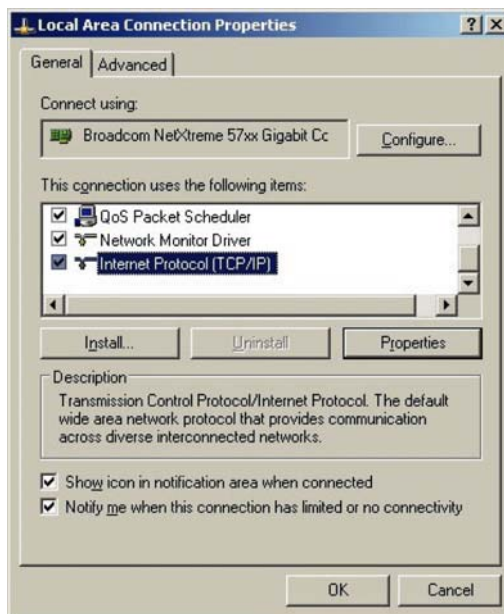 Local Area Connection Properties
General
Advanced
Connect using:
Broadcom NetXtreme 57xx Gigabit Cc
Configure...
This connection uses the following items:
QoS Packet Scheduler
Network Monitor Driver
Internet Protocol (TCP/IP)
Install...
Uninstall
Properties
Description
Transmission Control Protocol/Internet Protocol. The default
wide area network protocol that provides communication
across diverse interconnected networks.
Show icon in notification area when connected
Notify me when this connection has limited or no connectivity
OK
Cancel